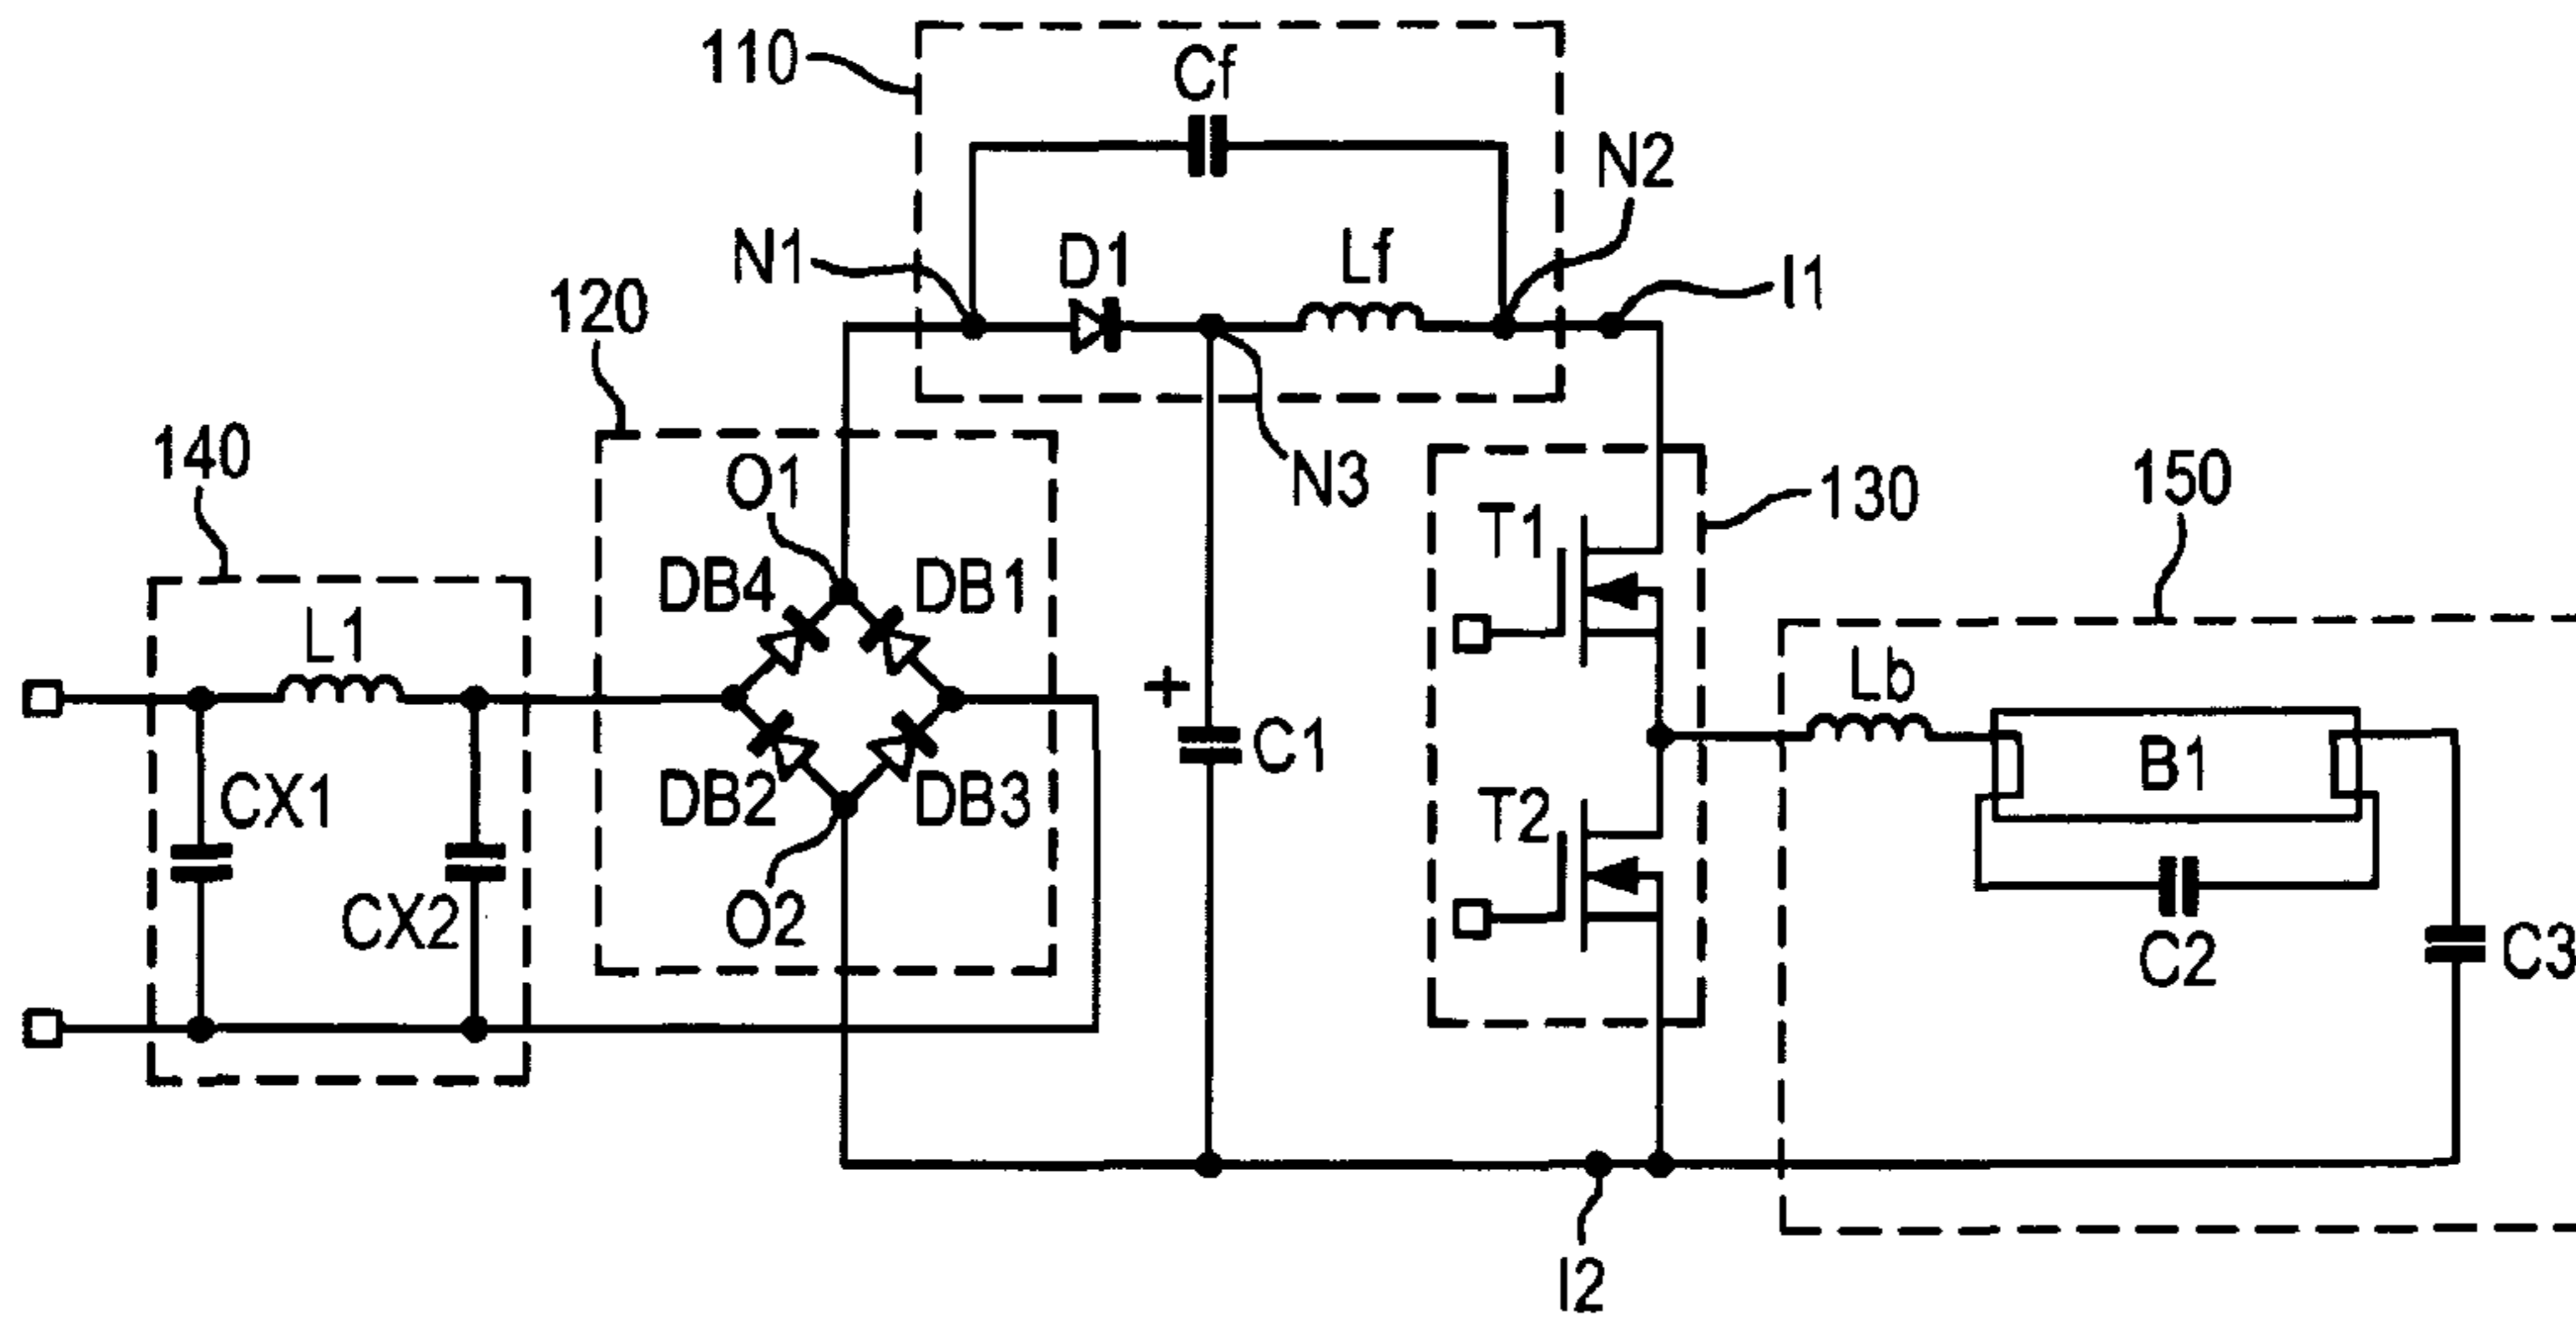 110
Cf
N2
N1
D1
Lf
I1
120
140
O1
N3
130
150
T1
DB4
DB1
L1
Lb
+
C1
B1
CX1
DB2
DB3
T2
CX2
O2
C2
C3
I2